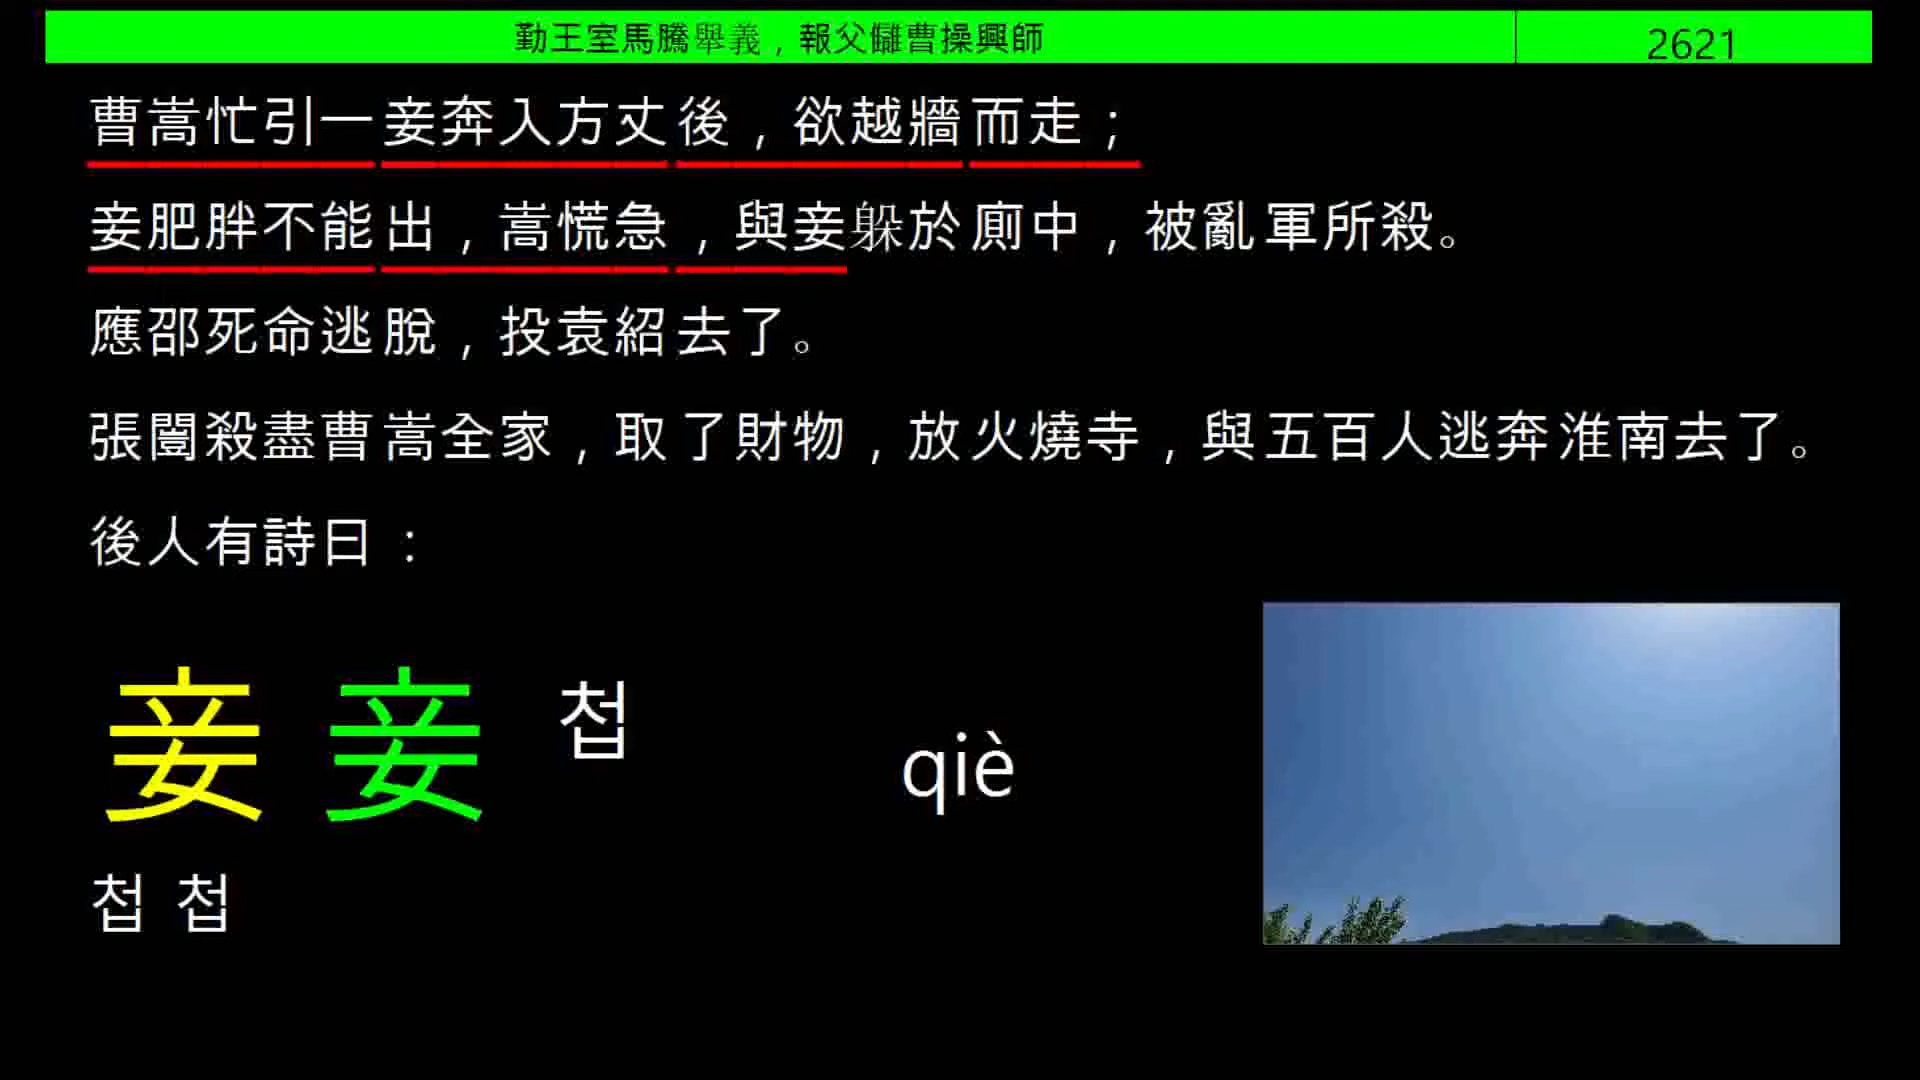 勤王室馬騰舉義，報父讎曹操興師
2621
曹嵩忙引一妾奔入方丈後，欲越牆而走；
妾肥胖不能出，嵩慌急，與妾躲於廁中，被亂軍所殺。
應邵死命逃脫，投袁紹去了。
張闓殺盡曹嵩全家，取了財物，放火燒寺，與五百人逃奔淮南去了。
後人有詩曰：
妾 妾 첩 qiè
첩 첩